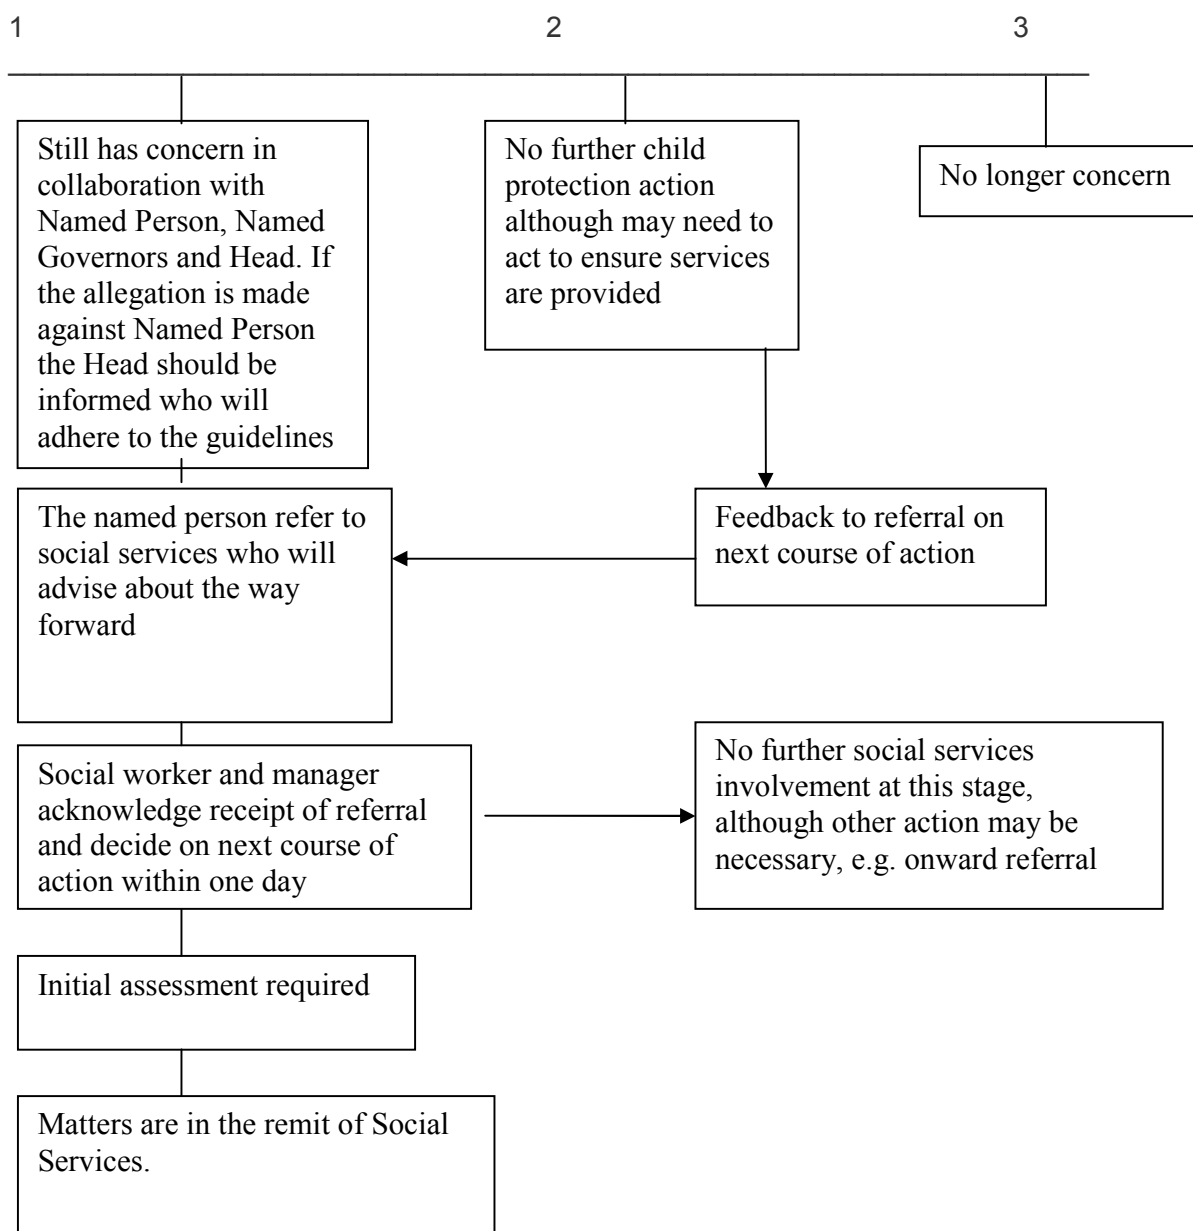 1 2 3
Still has concern in
collaboration with
Named Person, Named
Governors and Head. If
the allegation is made
against Named Person
the Head should be
informed who will
adhere to the guidelines
No further child
protection action
although may need to
act to ensure services
are provided
No longer concern
The named person refer to
social services who will
advise about the way
forward
Feedback to referral on
next course of action
Social worker and manager
acknowledge receipt of referral
and decide on next course of
action within one day
No further social services
involvement at this stage,
although other action may be
necessary, e.g. onward referral
Initial assessment required
Matters are in the remit of Social
Services.